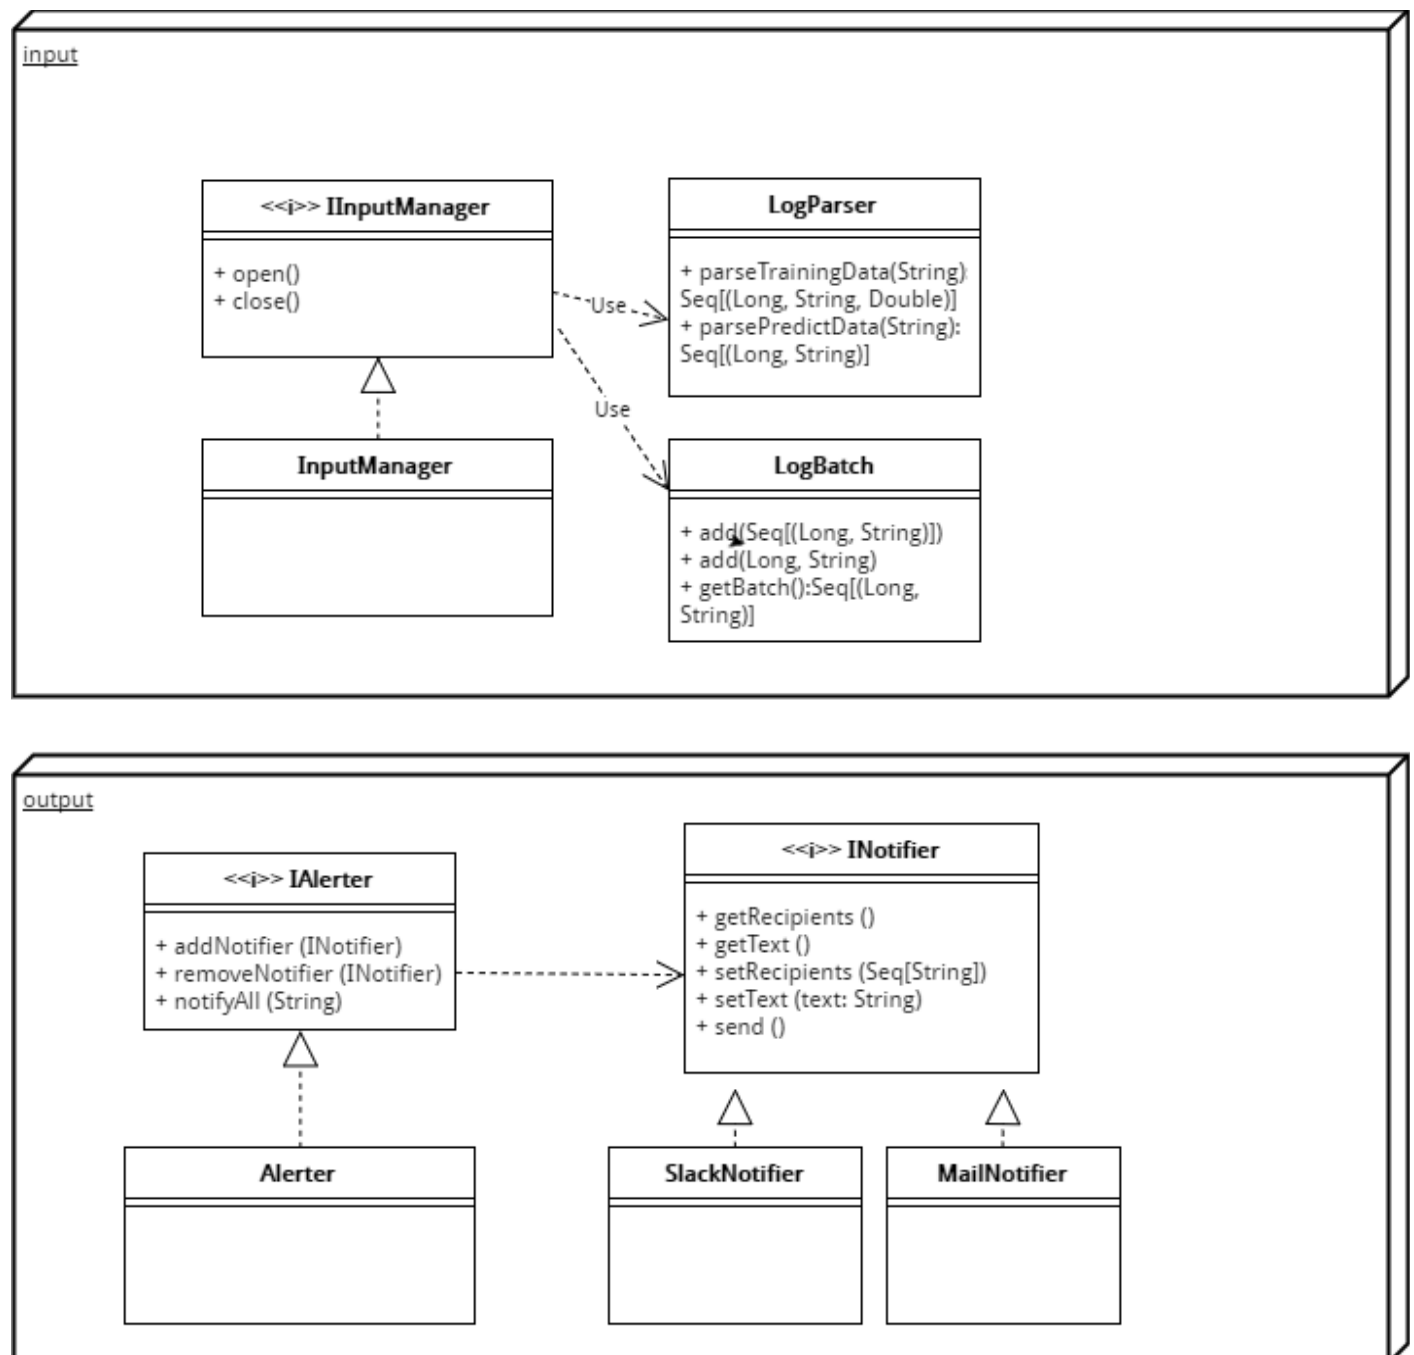 input
<<i>> IInputManager
+ open()
+ close()
LogParser
+ parseTrainingData(String):
Seq[(Long, String, Double)]
+ parsePredictData(String):
Seq[(Long, String)]
Use
Use
InputManager
LogBatch
+ add(Seq[(Long, String)])
+ add(Long, String)
+ getBatch():Seq[(Long,
String)]
output
<<i>> IAlerter
+ addNotifier (INotifier)
+ removeNotifier (INotifier)
+ notifyAll (String)
<<i>> INotifier
+ getRecipients ()
+ getText ()
+ setRecipients (Seq[String])
+ setText (text: String)
+ send ()
Alerter
SlackNotifier
MailNotifier